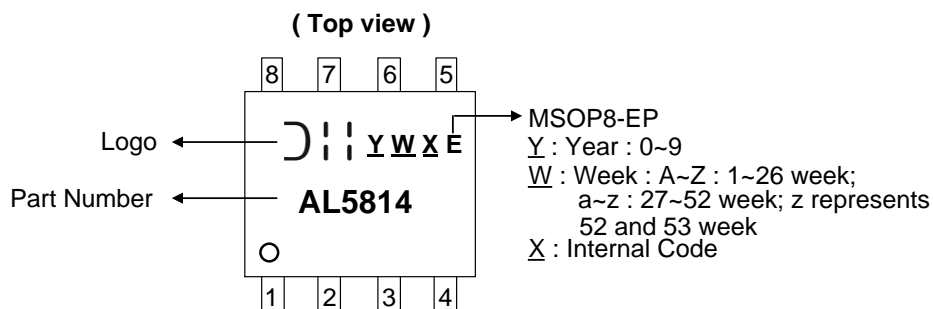 ( Top view )
8 7 6 5
Logo
Y W X E
MSOP8-EP
Y : Year : 0~9
W : Week : A~Z : 1~26 week;
a~z : 27~52 week; z represents
52 and 53 week
X : Internal Code
Part Number
AL5814
1 2 3 4